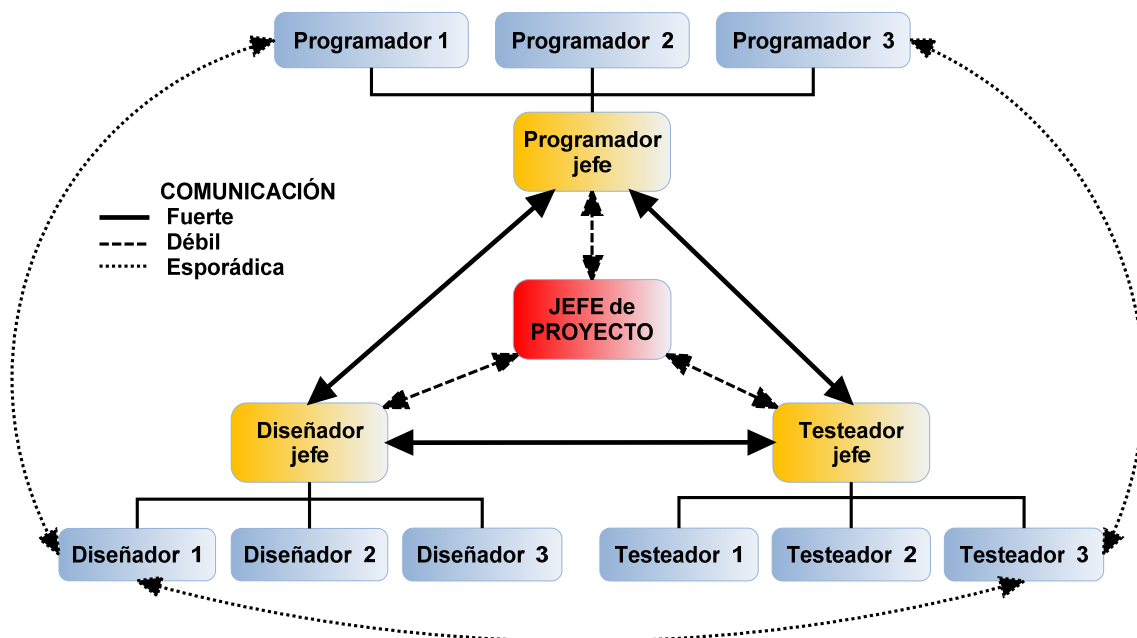 Programador 1
Programador 2
Programador 3
Programador
jefe
COMUNICACIÓN
Fuerte
Débil
Esporádica
JEFE de
PROYECTO
Diseñador
jefe
Testeador
jefe
Diseñador 1
Diseñador 2
Diseñador 3
Testeador 1
Testeador 2
Testeador 3